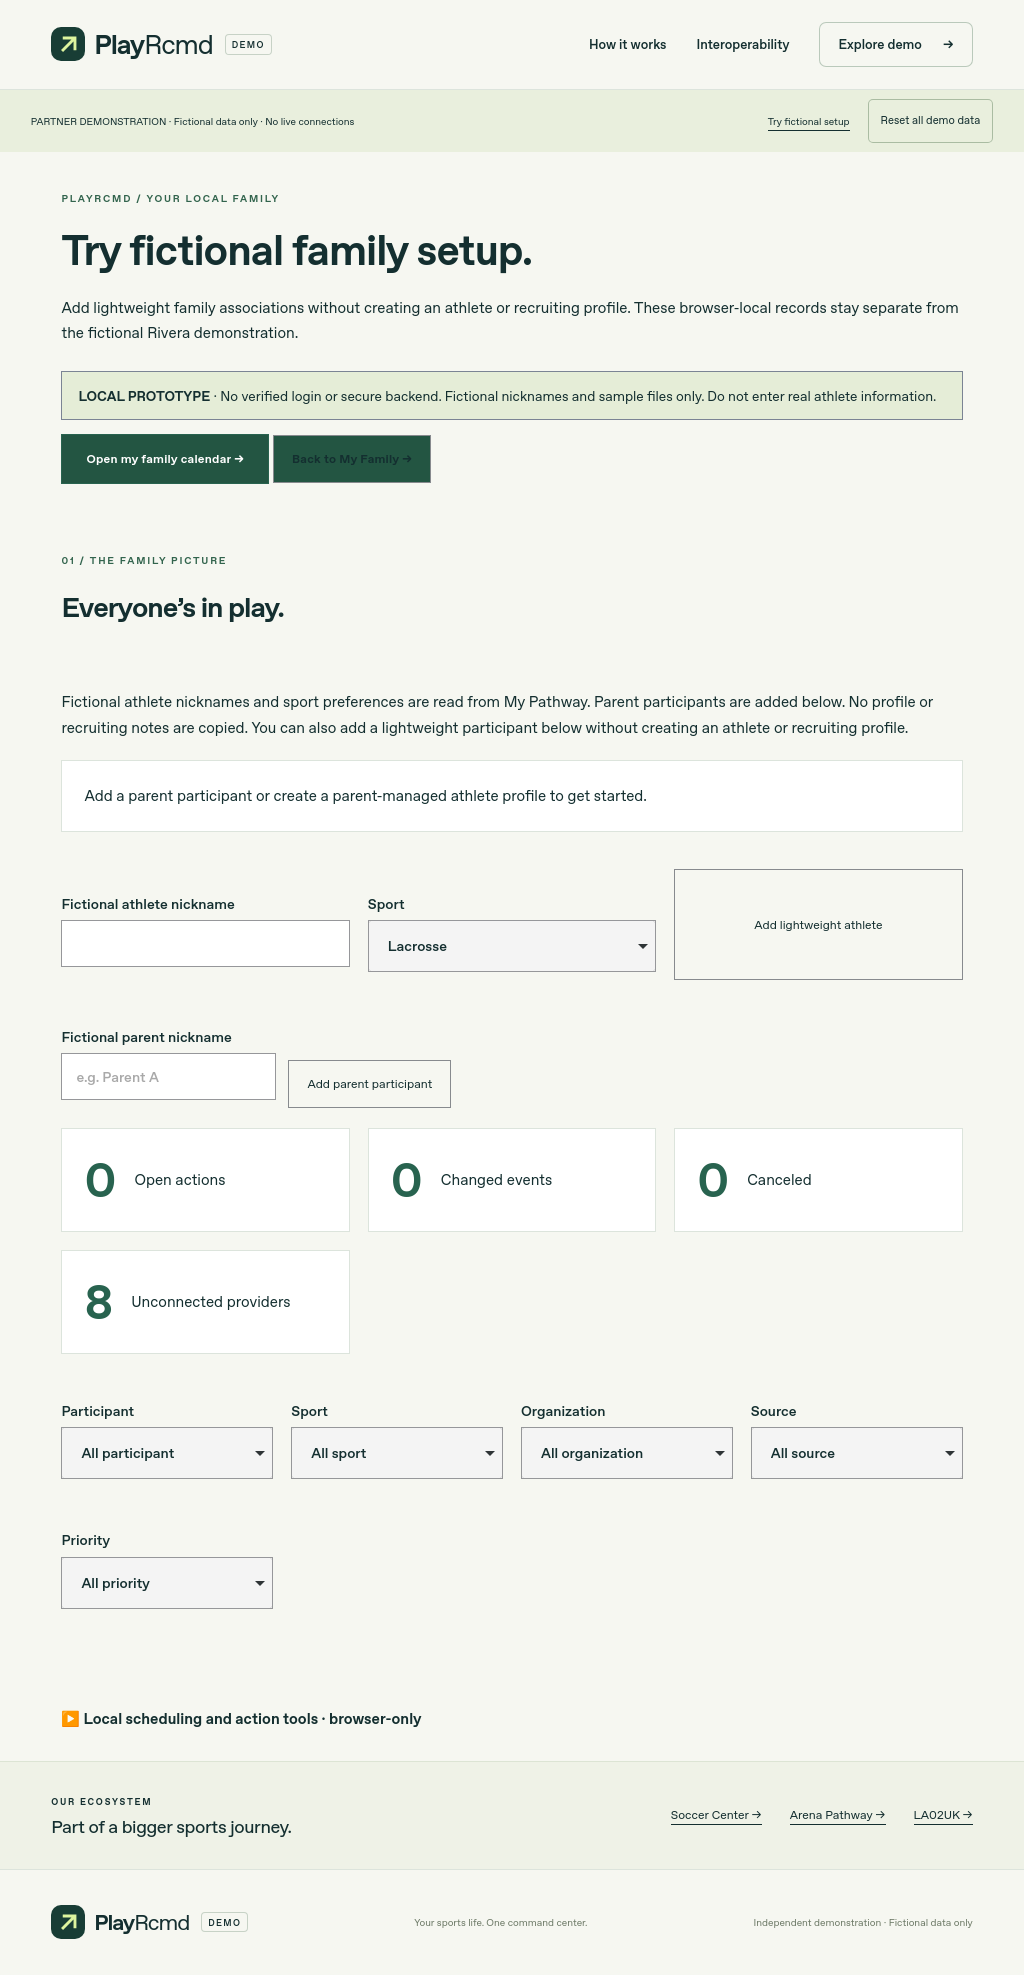 PlayRcmd DEMO
How it works Interoperability Explore demo →
PARTNER DEMONSTRATION · Fictional data only · No live connections
Try fictional setup Reset all demo data
PLAYRCMD / YOUR LOCAL FAMILY
Try fictional family setup.
Add lightweight family associations without creating an athlete or recruiting profile. These browser-local records stay separate from
the fictional Rivera demonstration.
LOCAL PROTOTYPE · No verified login or secure backend. Fictional nicknames and sample files only. Do not enter real athlete information.
Open my family calendar → Back to My Family →
01 / THE FAMILY PICTURE
Everyone’s in play.
Fictional athlete nicknames and sport preferences are read from My Pathway. Parent participants are added below. No profile or
recruiting notes are copied. You can also add a lightweight participant below without creating an athlete or recruiting profile.
Add a parent participant or create a parent-managed athlete profile to get started.
Fictional athlete nickname Sport
Lacrosse
Add lightweight athlete
Fictional parent nickname
e.g. Parent A
Add parent participant
0 Open actions
0 Changed events
0 Canceled
8 Unconnected providers
Participant Sport Organization Source
All participant All sport All organization All source
Priority
All priority
▶️ Local scheduling and action tools · browser-only
OUR ECOSYSTEM
Part of a bigger sports journey.
Soccer Center → Arena Pathway → LA02UK →
PlayRcmd DEMO
Your sports life. One command center.
Independent demonstration · Fictional data only